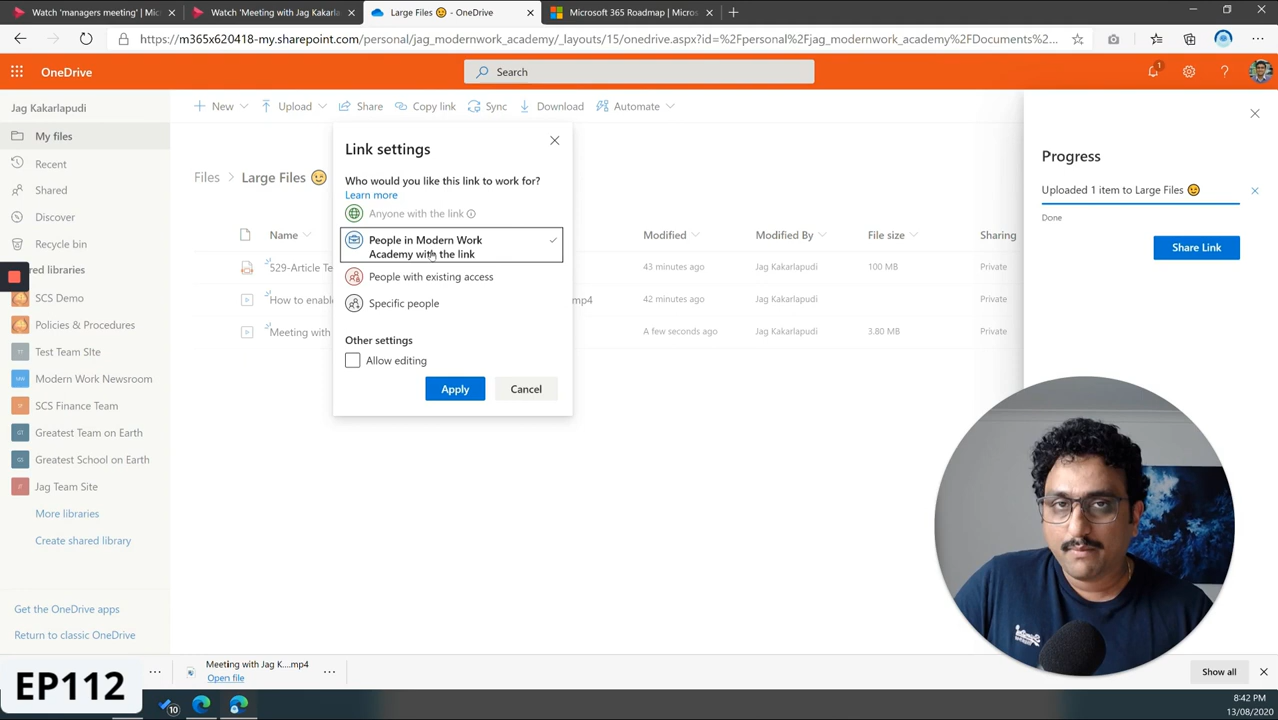 Watch 'managers meeting' | Mic
Watch 'Meeting with Jag Kakarla
Large Files 😉 - OneDrive
Microsoft 365 Roadmap | Micros
https://m365x620418-my.sharepoint.com/personal/jag_modernwork_academy/_layouts/15/onedrive.aspx?id=%2Fpersonal%2Fjag_modernwork_academy%2FDocuments%2...
OneDrive
Search
1
Jag Kakarlapudi
My files
Recent
Shared
Discover
Recycle bin
ed libraries
SCS Demo
Policies & Procedures
Test Team SIte
Modern Work Newsroom
SCS Finance Team
Greatest Team on Earth
Greatest School on Earth
Jag Team Site
More libraries
Create shared library
Get the OneDrive apps
Return to classic OneDrive
New
Upload
Share
Copy link
Sync
Download
Automate
Files > Large Files 😉
Name
Modified
Modified By
File size
Sharing
529-Article Te
43 minutes ago
Jag Kakarlapudi
100 MB
Private
How to enabl
mp4
42 minutes ago
Jag Kakarlapudi
Private
Meeting with
A few seconds ago
Jag Kakarlapudi
3.80 MB
Private
Link settings
Who would you like this link to work for?
Learn more
Anyone with the link
People in Modern Work
Academy with the link
People with existing access
Specific people
Other settings
Allow editing
Apply
Cancel
Progress
Uploaded 1 item to Large Files 😉
Done
Share Link
EP112
Meeting with Jag K....mp4
Open file
Show all
10
8:42 PM
13/08/2020